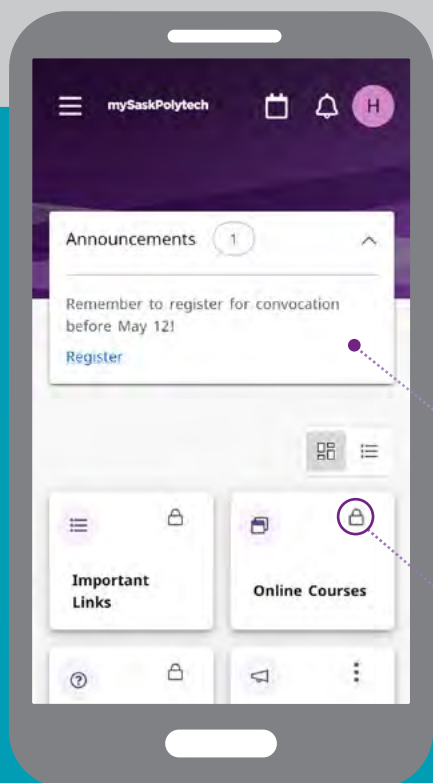 mySaskPolytech
H
Announcements 1
Remember to register for convocation
before May 12!
Register
Important
Links
Online Courses